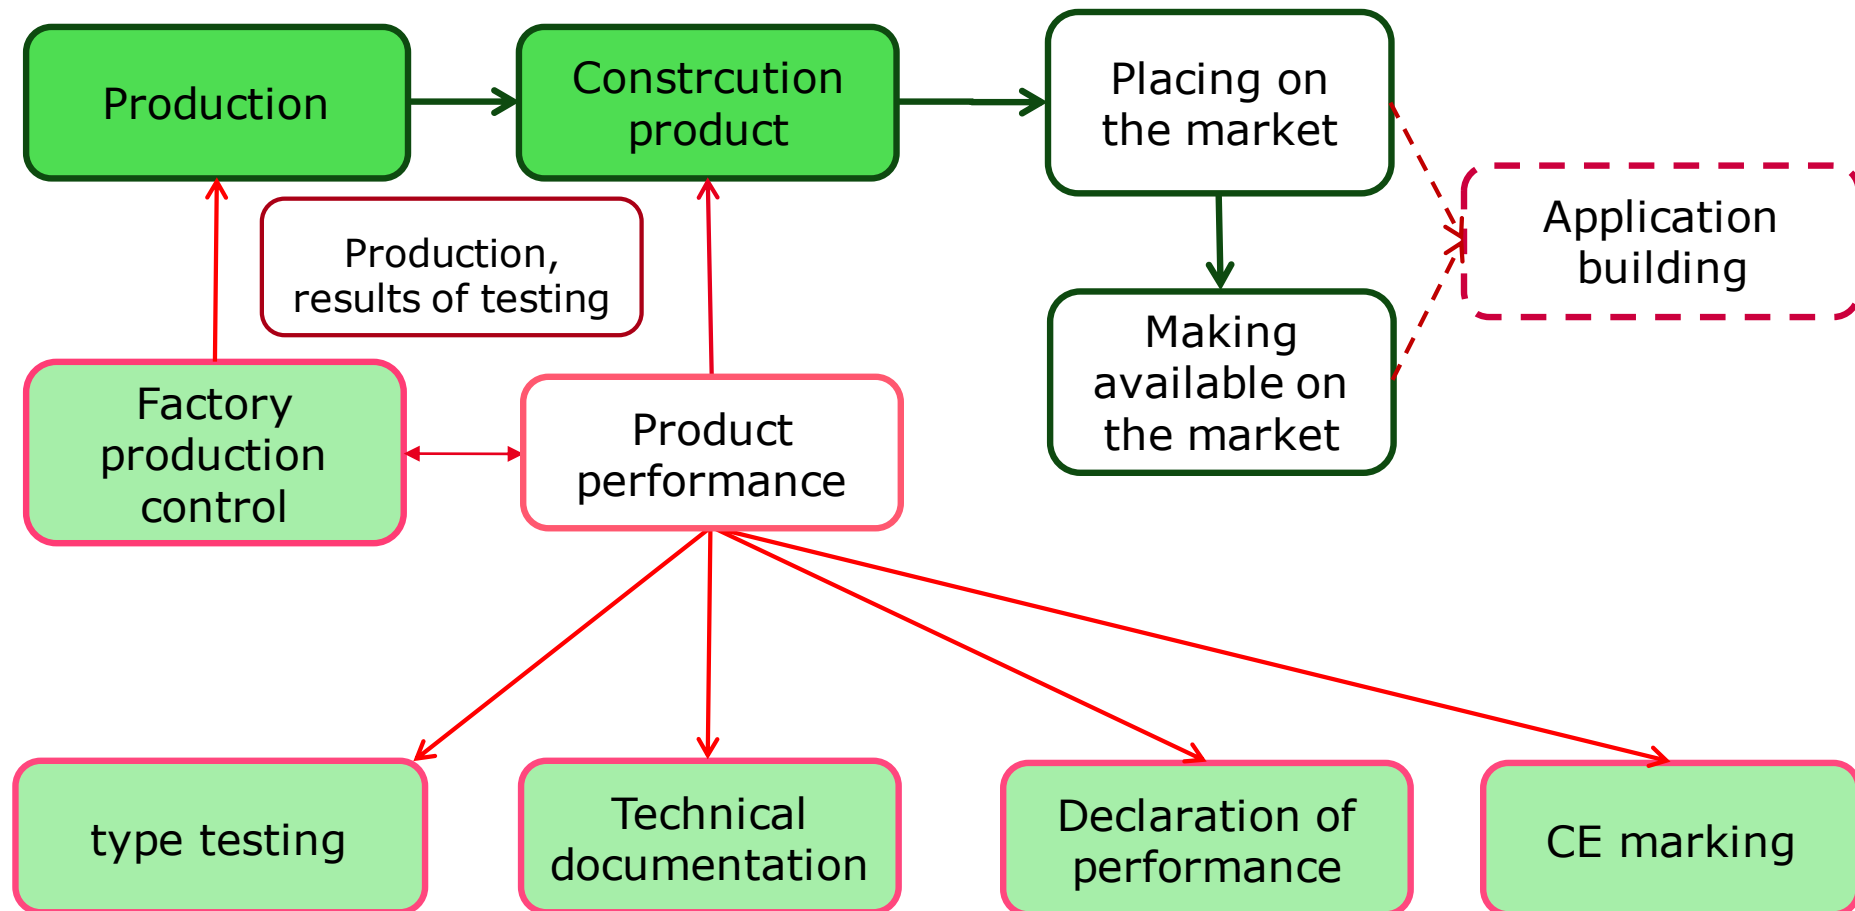 Production
Constrcution
product
Placing on
the market
Application
building
Production,
results of testing
Making
available on
the market
Factory
production
control
Product
performance
type testing
Technical
documentation
Declaration of
performance
CE marking